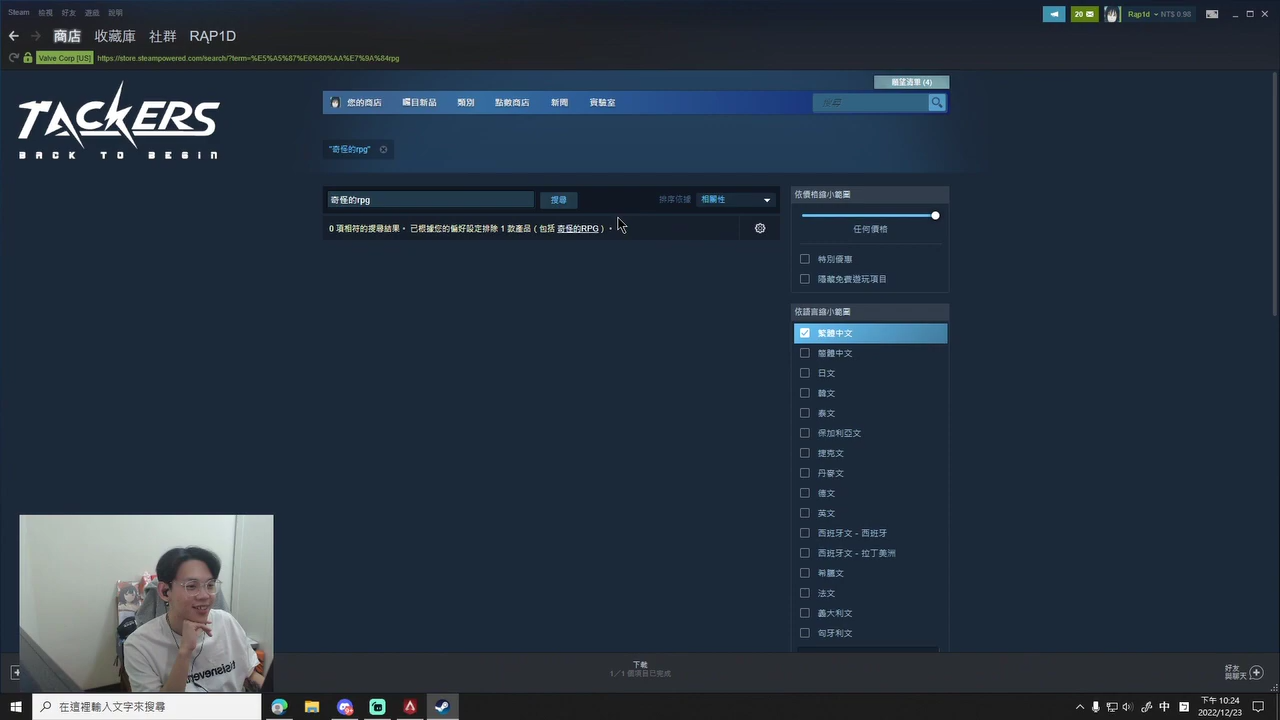 Steam 檢視 好友 遊戲 說明
20
Rąp1d
NT$ 0.98
商店 收藏庫 社群 RĄP1D
Valve Corp [US] https://store.steampowered.com/search/?term=%E5%A5%87%E6%80%AA%E7%9A%84rpg
願望清單 (4)
TACKERS
BACK TO BEGIN
您的商店 矚目新品 類別 點數商店 新聞 實驗室 搜尋
"奇怪的rpg"
奇怪的rpg 搜尋 排序依據 相關性
0 項相符的搜尋結果。 已根據您的偏好設定排除 1 款產品（包括 奇怪的RPG）。
依價格縮小範圍
任何價格
特別優惠
隱藏免費遊玩項目
依語言縮小範圍
繁體中文
簡體中文
日文
韓文
泰文
保加利亞文
捷克文
丹麥文
德文
英文
西班牙文 - 西班牙
西班牙文 - 拉丁美洲
希臘文
法文
義大利文
匈牙利文
下載
1／1 個項目已完成
好友
與聊天
在這裡輸入文字來搜尋
中
下午 10:24
2022/12/23